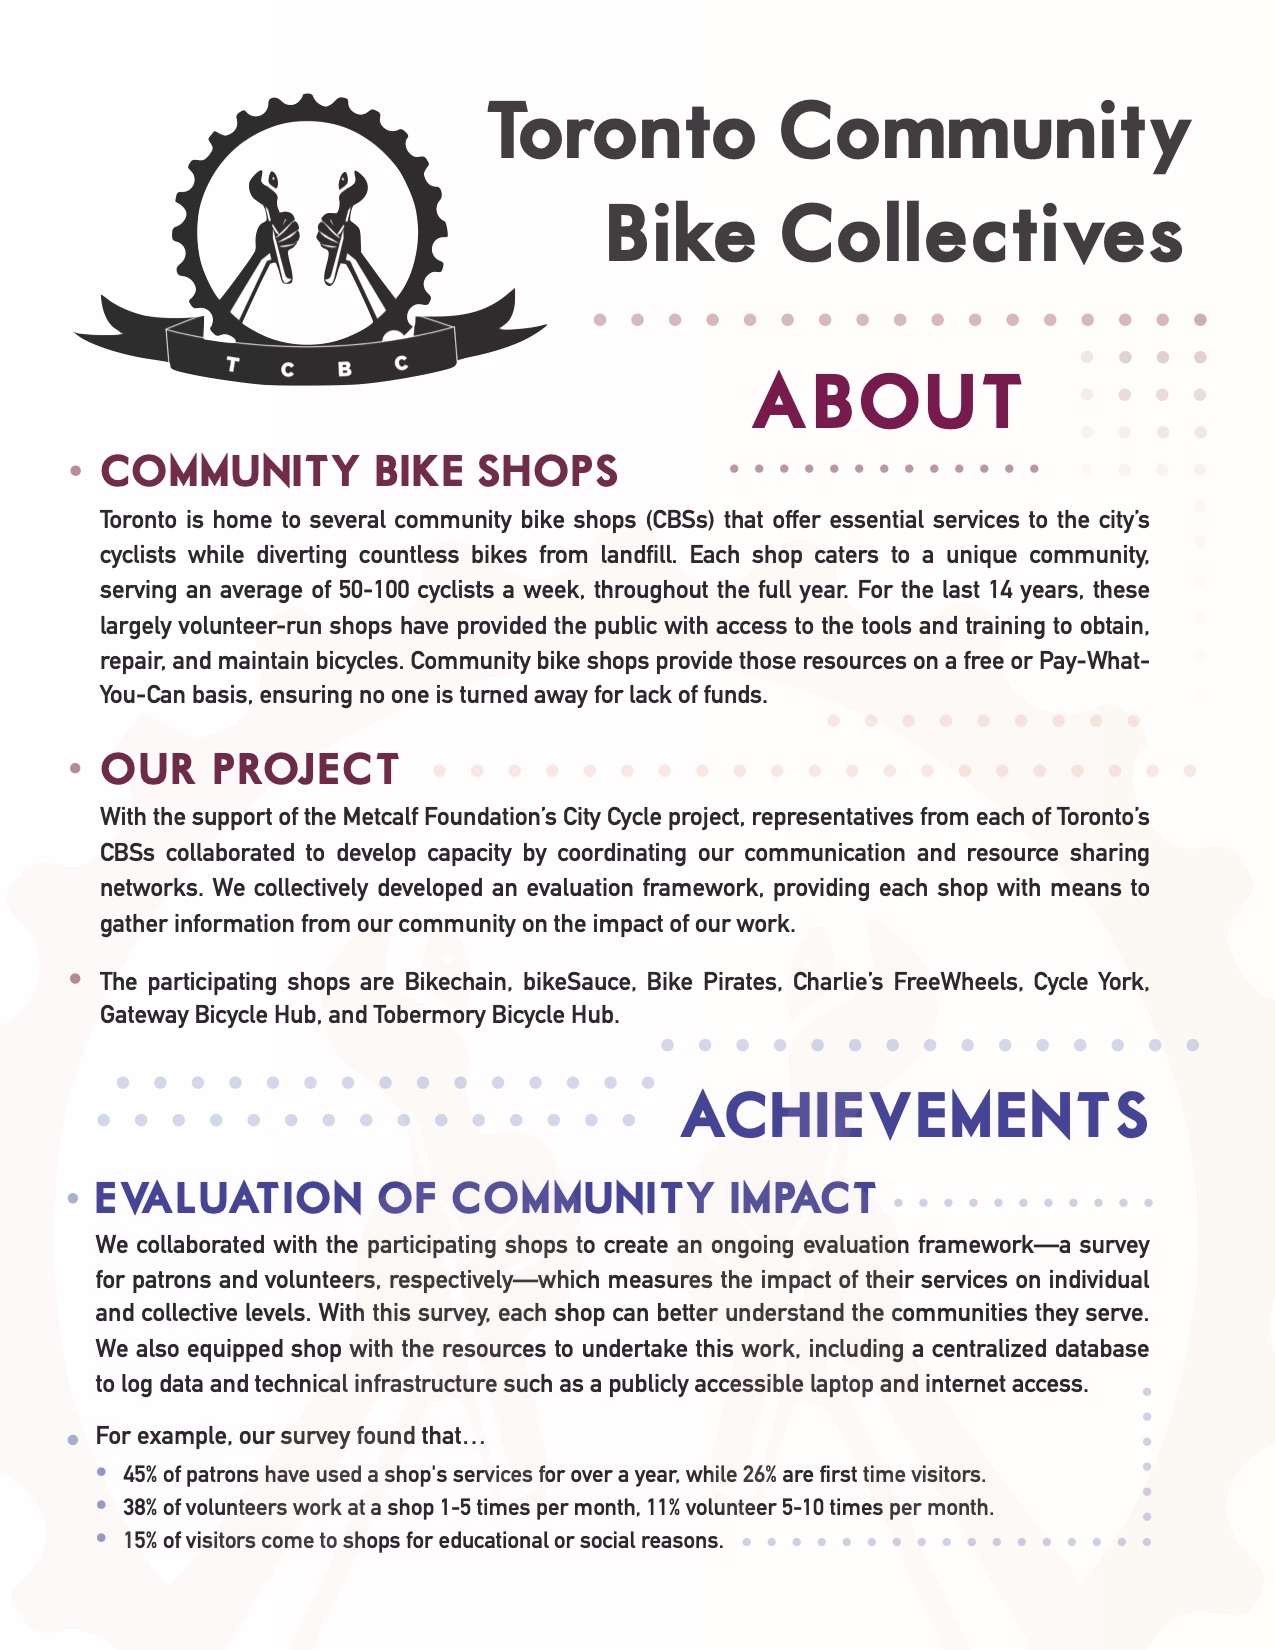 Toronto Community
Bike Collectives
T C B C
ABOUT
• COMMUNITY BIKE SHOPS
Toronto is home to several community bike shops (CBSs) that offer essential services to the city’s
cyclists while diverting countless bikes from landfill. Each shop caters to a unique community,
serving an average of 50-100 cyclists a week, throughout the full year. For the last 14 years, these
largely volunteer-run shops have provided the public with access to the tools and training to obtain,
repair, and maintain bicycles. Community bike shops provide those resources on a free or Pay-What-
You-Can basis, ensuring no one is turned away for lack of funds.
• OUR PROJECT
With the support of the Metcalf Foundation’s City Cycle project, representatives from each of Toronto’s
CBSs collaborated to develop capacity by coordinating our communication and resource sharing
networks. We collectively developed an evaluation framework, providing each shop with means to
gather information from our community on the impact of our work.
• The participating shops are Bikechain, bikeSauce, Bike Pirates, Charlie’s FreeWheels, Cycle York,
Gateway Bicycle Hub, and Tobermory Bicycle Hub.
ACHIEVEMENTS
• EVALUATION OF COMMUNITY IMPACT
We collaborated with the participating shops to create an ongoing evaluation framework—a survey
for patrons and volunteers, respectively—which measures the impact of their services on individual
and collective levels. With this survey, each shop can better understand the communities they serve.
We also equipped shop with the resources to undertake this work, including a centralized database
to log data and technical infrastructure such as a publicly accessible laptop and internet access.
• For example, our survey found that…
• 45% of patrons have used a shop's services for over a year, while 26% are first time visitors.
• 38% of volunteers work at a shop 1-5 times per month, 11% volunteer 5-10 times per month.
• 15% of visitors come to shops for educational or social reasons.